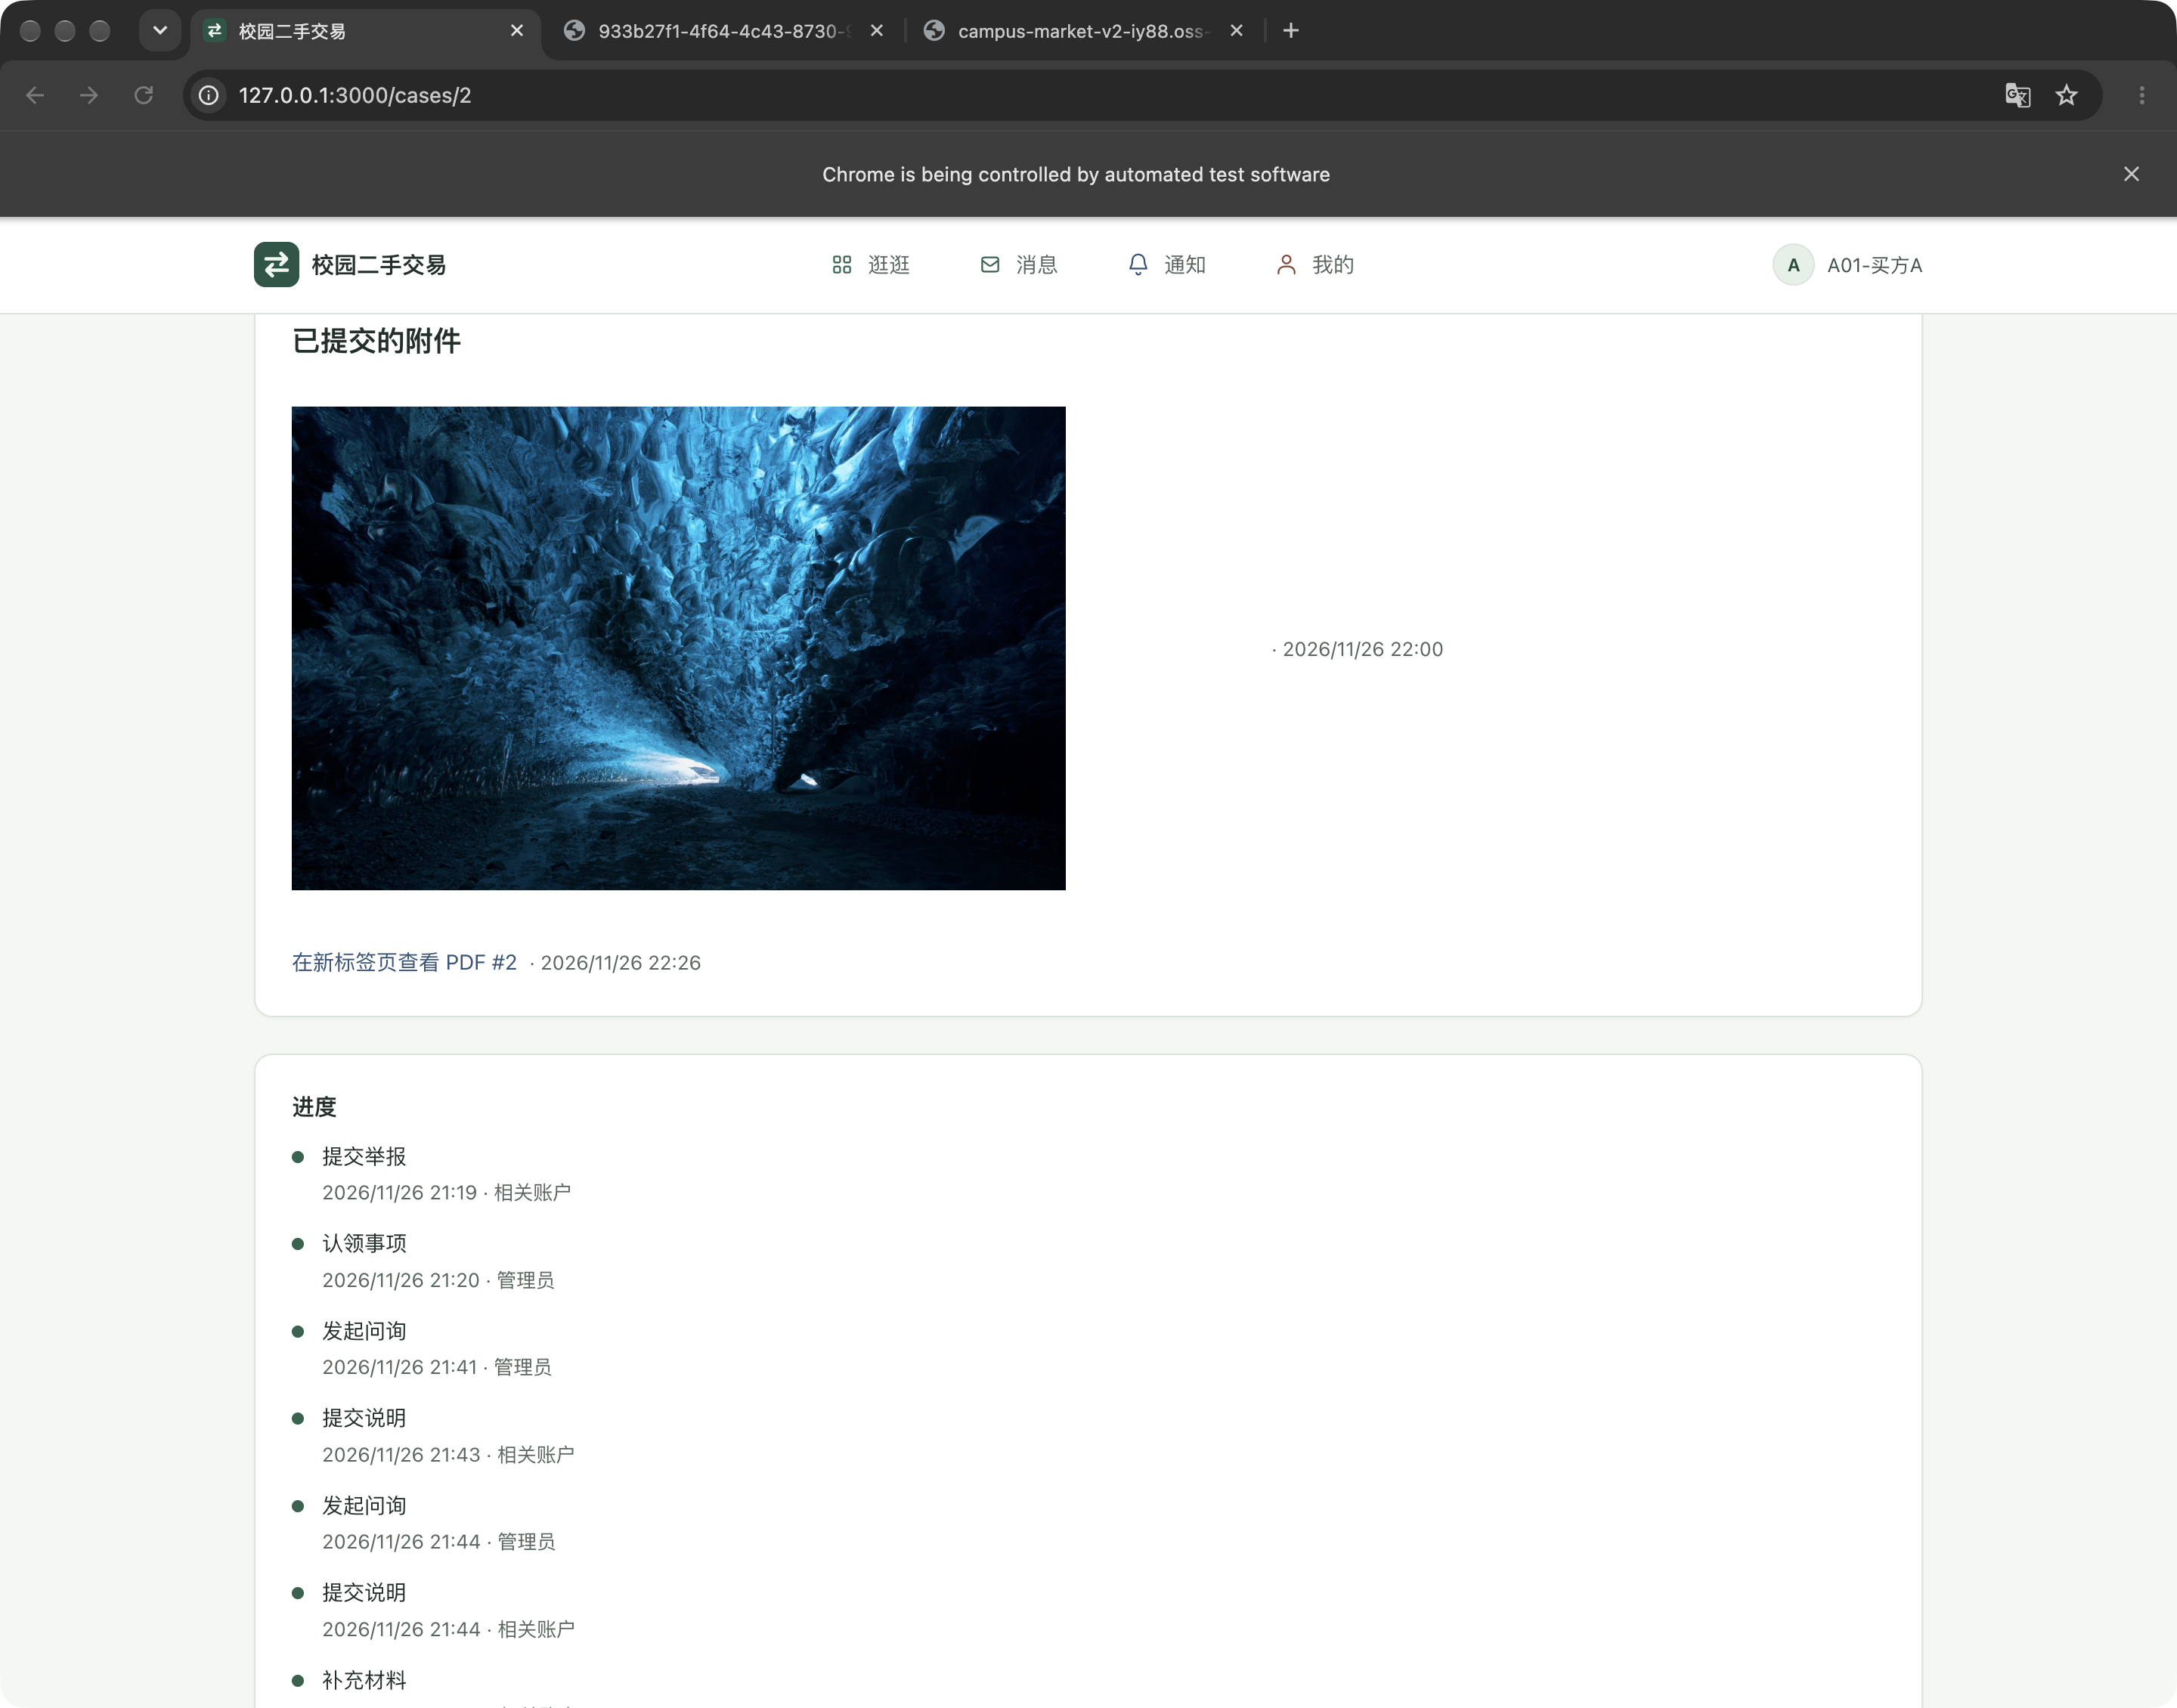 校园二手交易
933b27f1-4f64-4c43-8730-
campus-market-v2-iy88.oss-
127.0.0.1:3000/cases/2
Chrome is being controlled by automated test software
校园二手交易
逛逛
消息
通知
我的
A
A01-买方A
已提交的附件
· 2026/11/26 22:00
在新标签页查看 PDF #2 · 2026/11/26 22:26
进度
提交举报
2026/11/26 21:19 · 相关账户
认领事项
2026/11/26 21:20 · 管理员
发起问询
2026/11/26 21:41 · 管理员
提交说明
2026/11/26 21:43 · 相关账户
发起问询
2026/11/26 21:44 · 管理员
提交说明
2026/11/26 21:44 · 相关账户
补充材料